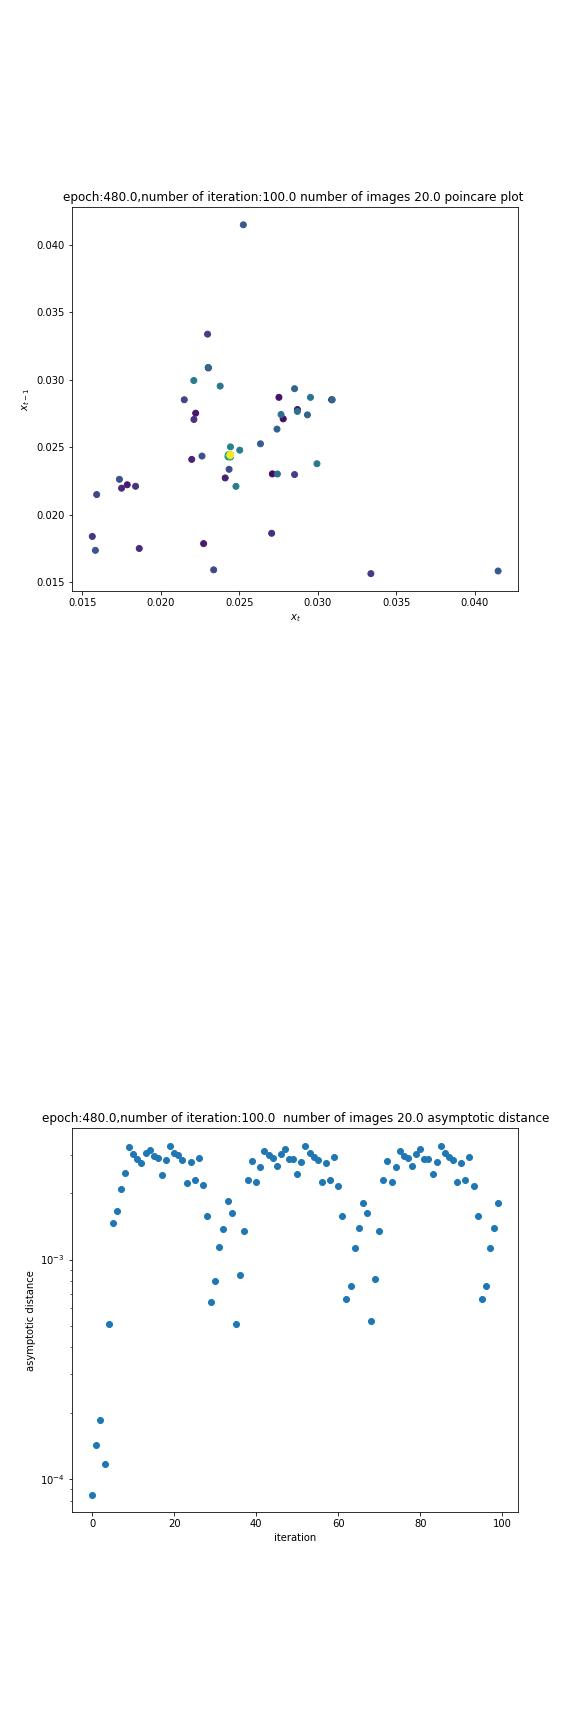 epoch:480.0,number of iteration:100.0 number of images 20.0 poincare plot
0.040
0.035
0.030
0.025
0.020
0.015
x_{t-1}
0.015 0.020 0.025 0.030 0.035 0.040
x_t
epoch:480.0,number of iteration:100.0  number of images 20.0 asymptotic distance
10^{-3}
10^{-4}
asymptotic distance
0 20 40 60 80 100
iteration